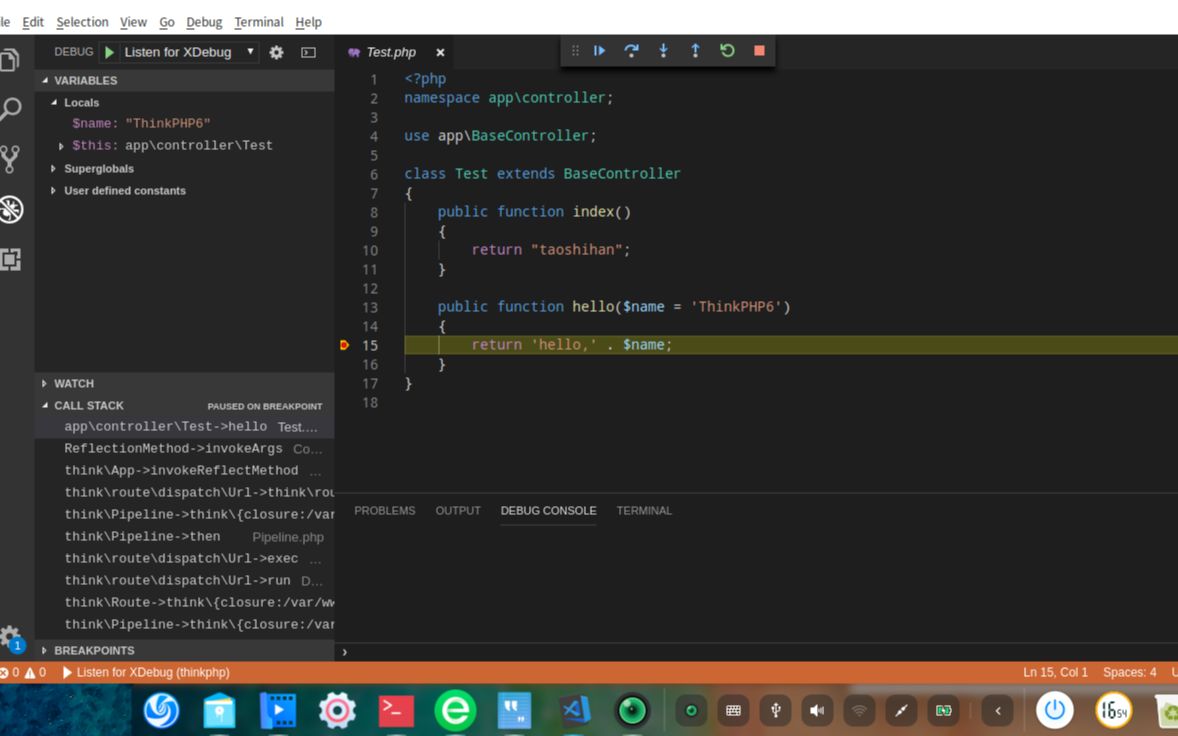 le Edit Selection View Go Debug Terminal Help
DEBUG Listen for XDebug
VARIABLES
Locals
$name: "ThinkPHP6"
$this: app\controller\Test
Superglobals
User defined constants
WATCH
CALL STACK PAUSED ON BREAKPOINT
app\controller\Test->hello Test....
ReflectionMethod->invokeArgs Co...
think\App->invokeReflectMethod ...
think\route\dispatch\Url->think\rou
think\Pipeline->think\{closure:/var
think\Pipeline->then Pipeline.php
think\route\dispatch\Url->exec ...
think\route\dispatch\Url->run D...
think\Route->think\{closure:/var/ww
think\Pipeline->think\{closure:/var
BREAKPOINTS
Test.php
1 <?php
2 namespace app\controller;
3
4 use app\BaseController;
5
6 class Test extends BaseController
7 {
8 public function index()
9 {
10 return "taoshihan";
11 }
12
13 public function hello($name = 'ThinkPHP6')
14 {
15 return 'hello,' . $name;
16 }
17 }
18
PROBLEMS OUTPUT DEBUG CONSOLE TERMINAL
1
0 0 Listen for XDebug (thinkphp) Ln 15, Col 1 Spaces: 4 U
16 54